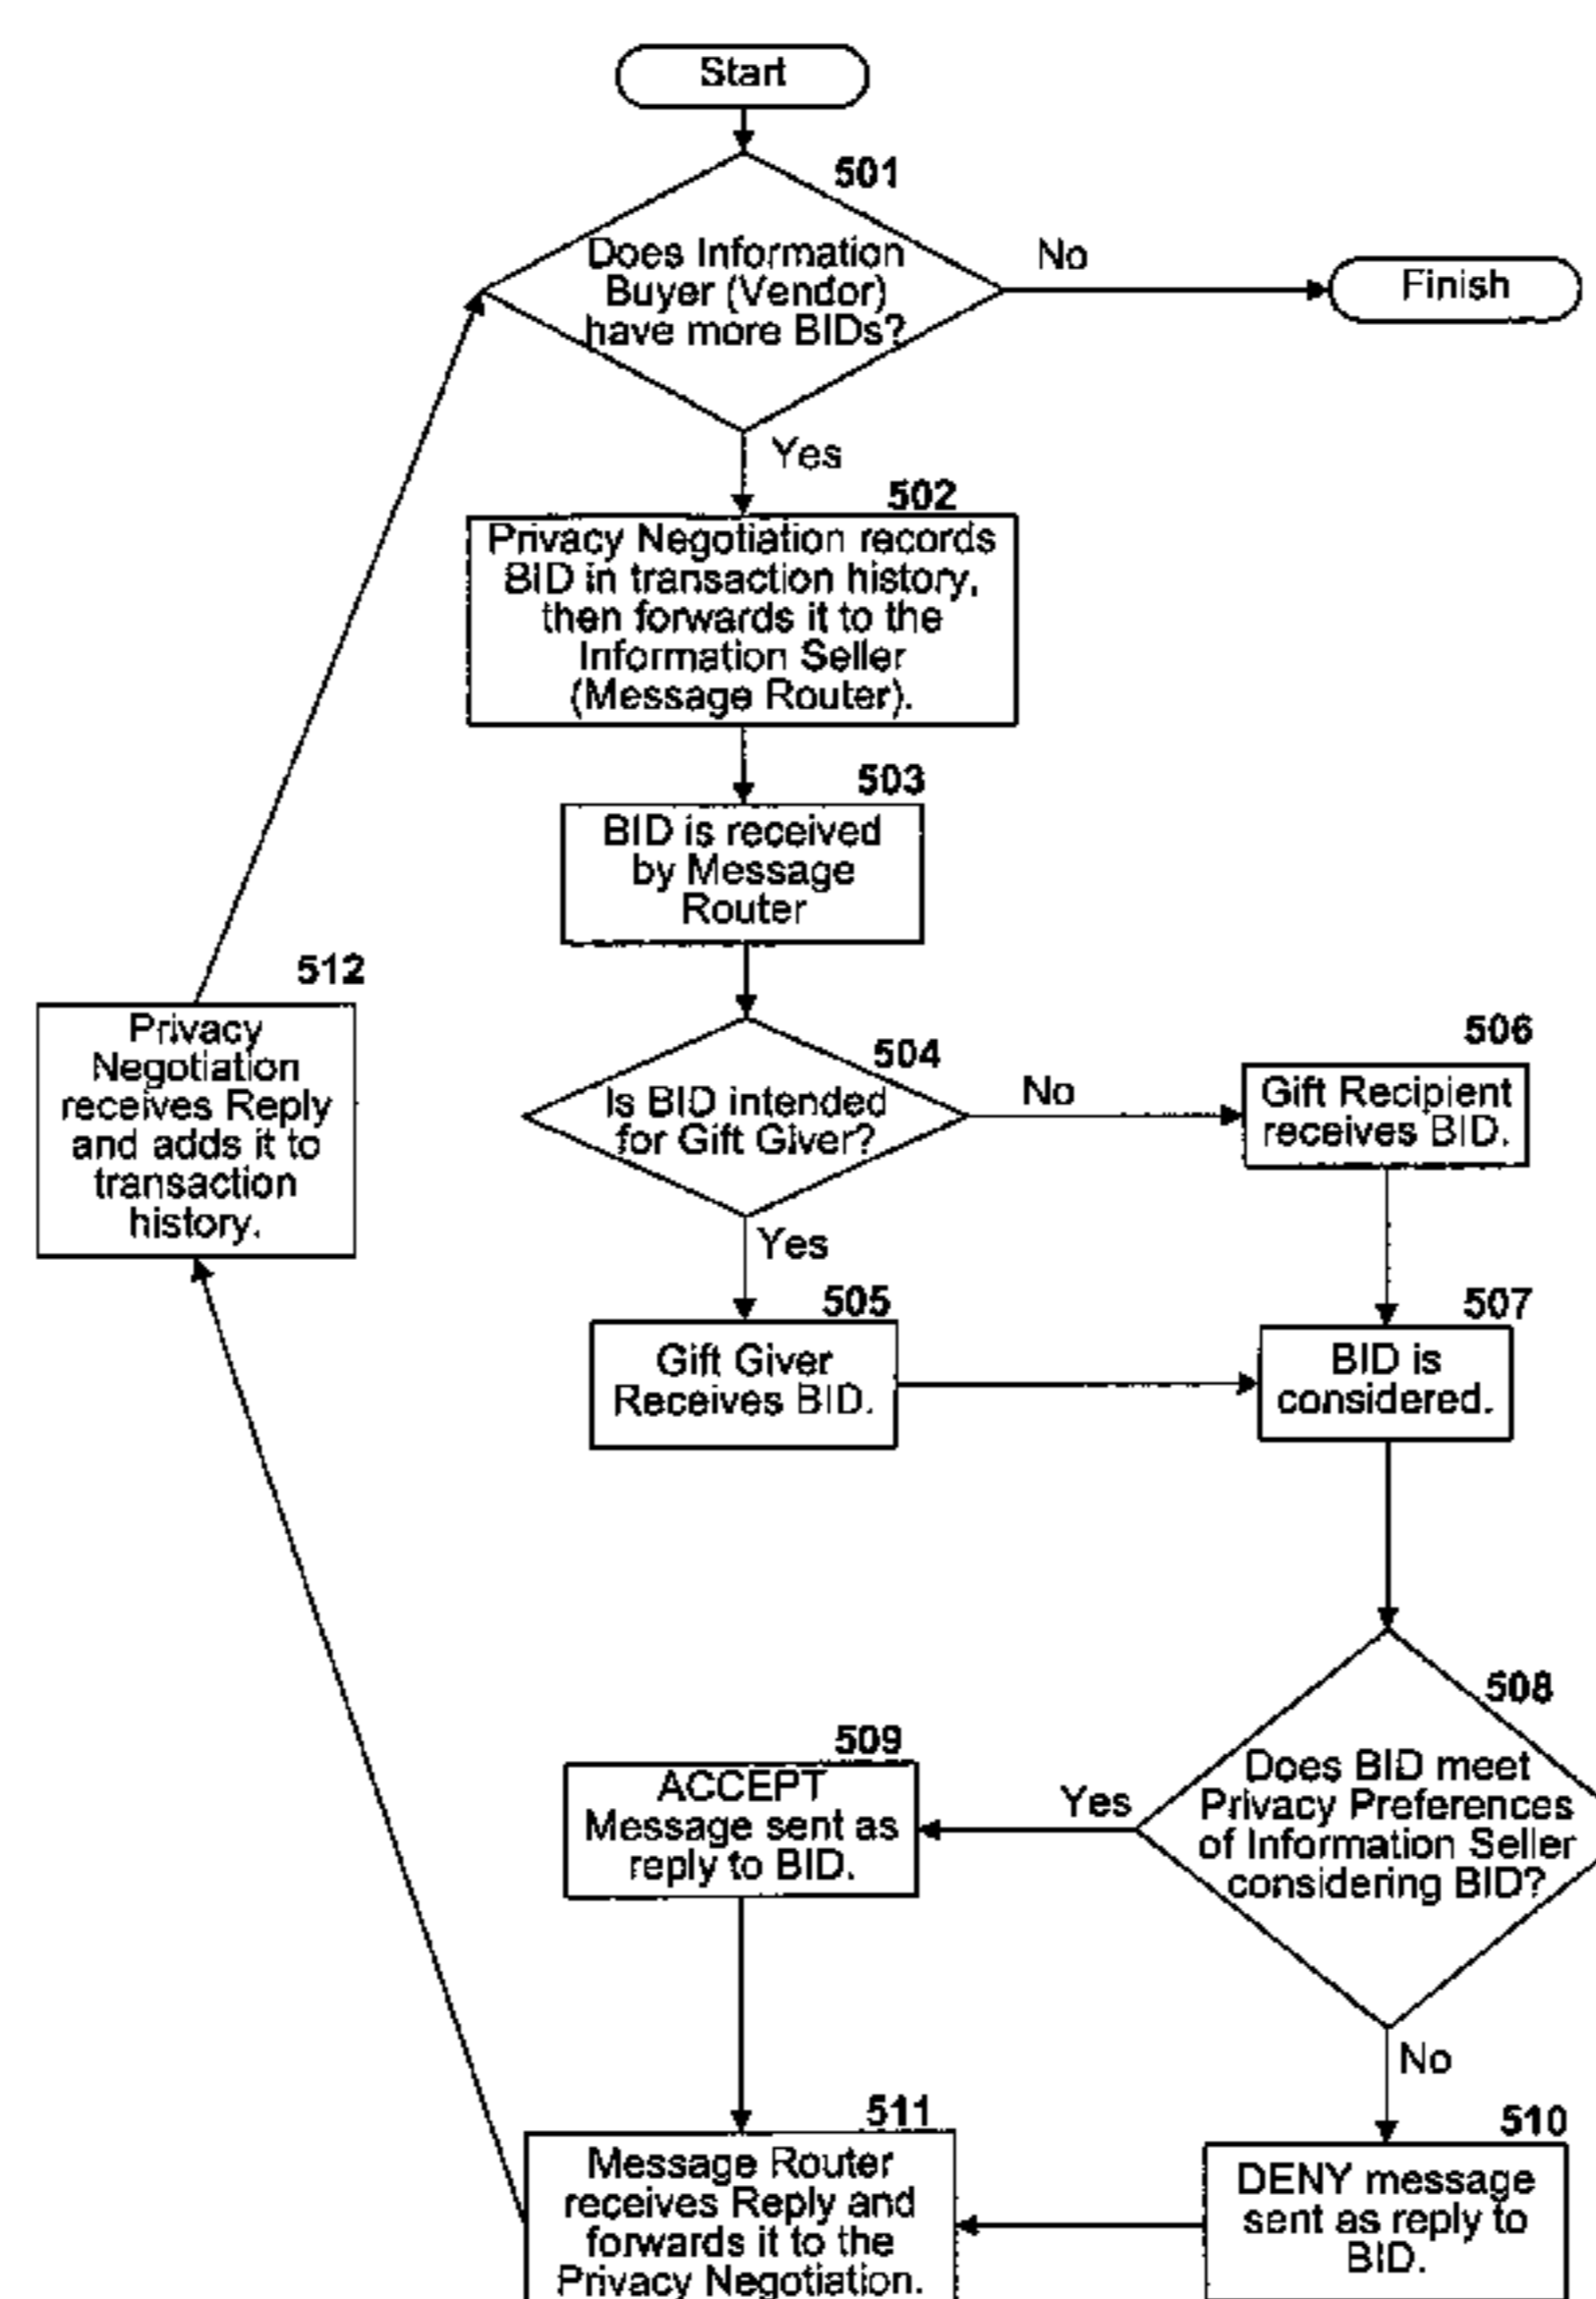 Start
501
Does Information
Buyer (Vendor)
have more BIDs?
No
Finish
Yes
502
Privacy Negotiation records
BID in transaction history,
then forwards it to the
Information Seller
(Message Router).
503
BID is received
by Message
Router
512
Privacy
Negotiation
receives Reply
and adds it to
transaction
history.
504
Is BID intended
for Gift Giver?
No
506
Gift Recipient
receives BID.
Yes
505
Gift Giver
Receives BID.
507
BID is
considered.
508
Does BID meet
Privacy Preferences
of Information Seller
considering BID?
Yes
509
ACCEPT
Message sent as
reply to BID.
No
510
DENY message
sent as reply to
BID.
511
Message Router
receives Reply and
forwards it to the
Privacy Negotiation.